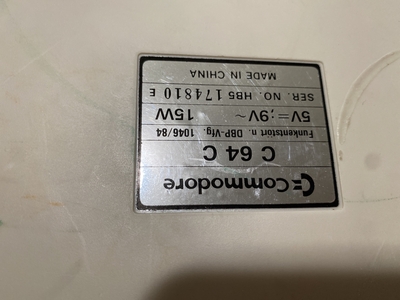 Commodore
C 64 C
Funkentstört n. DBP-Vfg. 1046/84
5V=;9V~ 15W
SER. NO. HB5 174810 E
MADE IN CHINA